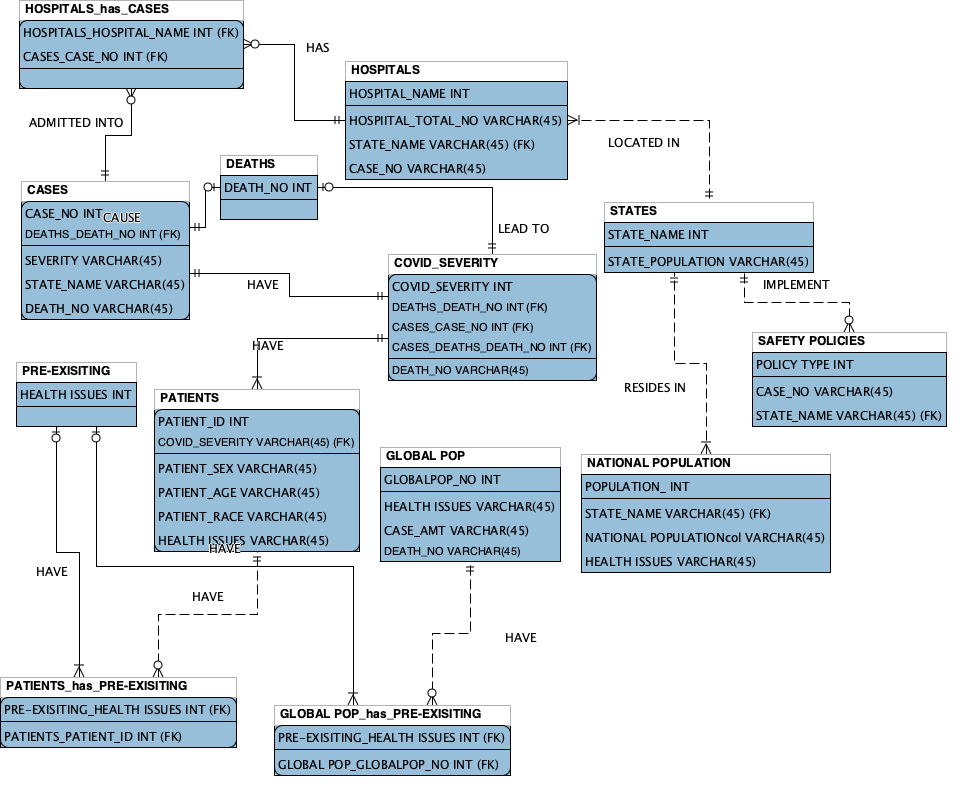 HOSPITALS_has_CASES
HOSPITALS_HOSPITAL_NAME INT (FK)
CASES_CASE_NO INT (FK)
HAS
ADMITTED INTO
HOSPITALS
HOSPITAL_NAME INT
HOSPIITAL_TOTAL_NO VARCHAR(45)
STATE_NAME VARCHAR(45) (FK)
CASE_NO VARCHAR(45)
LOCATED IN
DEATHS
DEATH_NO INT
CASES
CASE_NO INT
CAUSE
DEATHS_DEATH_NO INT (FK)
SEVERITY VARCHAR(45)
STATE_NAME VARCHAR(45)
DEATH_NO VARCHAR(45)
LEAD TO
HAVE
STATES
STATE_NAME INT
STATE_POPULATION VARCHAR(45)
IMPLEMENT
COVID_SEVERITY
COVID_SEVERITY INT
DEATHS_DEATH_NO INT (FK)
CASES_CASE_NO INT (FK)
CASES_DEATHS_DEATH_NO INT (FK)
DEATH_NO VARCHAR(45)
HAVE
SAFETY POLICIES
POLICY TYPE INT
CASE_NO VARCHAR(45)
STATE_NAME VARCHAR(45) (FK)
RESIDES IN
PRE-EXISITING
HEALTH ISSUES INT
PATIENTS
PATIENT_ID INT
COVID_SEVERITY VARCHAR(45) (FK)
PATIENT_SEX VARCHAR(45)
PATIENT_AGE VARCHAR(45)
PATIENT_RACE VARCHAR(45)
HEALTH ISSUES VARCHAR(45)
HAVE
GLOBAL POP
GLOBALPOP_NO INT
HEALTH ISSUES VARCHAR(45)
CASE_AMT VARCHAR(45)
DEATH_NO VARCHAR(45)
NATIONAL POPULATION
POPULATION_ INT
STATE_NAME VARCHAR(45) (FK)
NATIONAL POPULATIONcol VARCHAR(45)
HEALTH ISSUES VARCHAR(45)
HAVE
HAVE
HAVE
PATIENTS_has_PRE-EXISITING
PRE-EXISITING_HEALTH ISSUES INT (FK)
PATIENTS_PATIENT_ID INT (FK)
GLOBAL POP_has_PRE-EXISITING
PRE-EXISITING_HEALTH ISSUES INT (FK)
GLOBAL POP_GLOBALPOP_NO INT (FK)